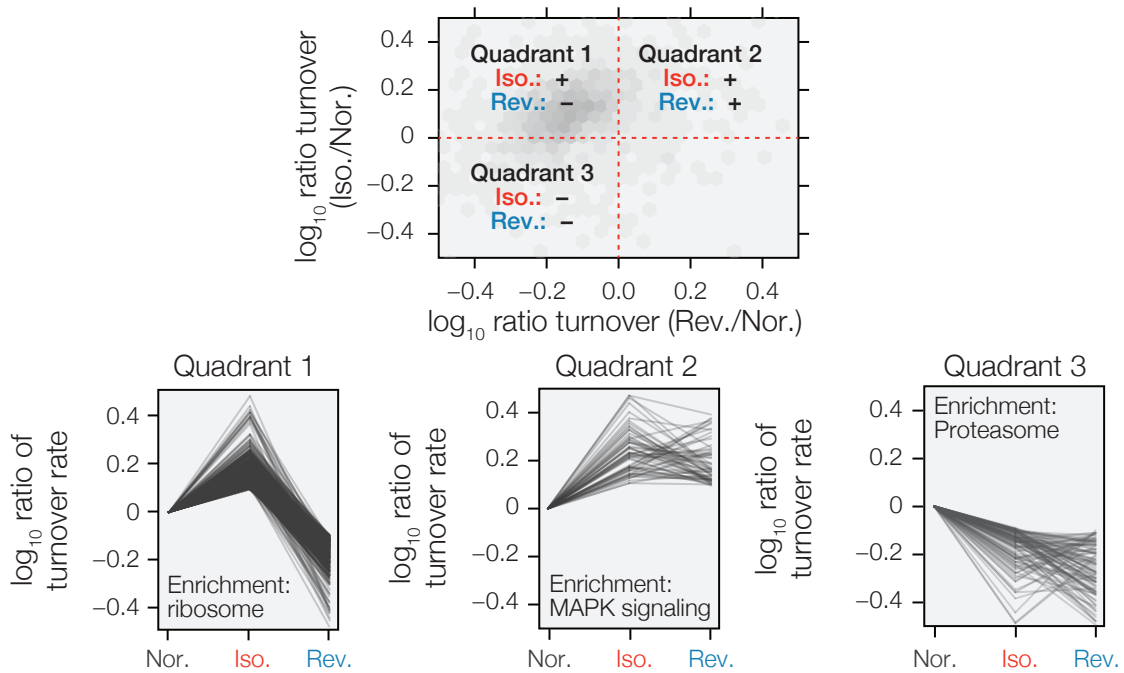 log10 ratio turnover
(Iso./Nor.)
0.4
0.2
0
−0.2
−0.4
Quadrant 1
Iso.: +
Rev.: −
Quadrant 2
Iso.: +
Rev.: +
Quadrant 3
Iso.: −
Rev.: −
−0.4 −0.2 0.0 0.2 0.4
log10 ratio turnover (Rev./Nor.)
Quadrant 1
log10 ratio of
turnover rate
0.4
0.2
0
−0.2
−0.4
Enrichment:
ribosome
Nor. Iso. Rev.
Quadrant 2
log10 ratio of
turnover rate
0.4
0.2
0
−0.2
−0.4
Enrichment:
MAPK signaling
Nor. Iso. Rev.
Quadrant 3
log10 ratio of
turnover rate
0.4
0.2
0
−0.2
−0.4
Enrichment:
Proteasome
Nor. Iso. Rev.